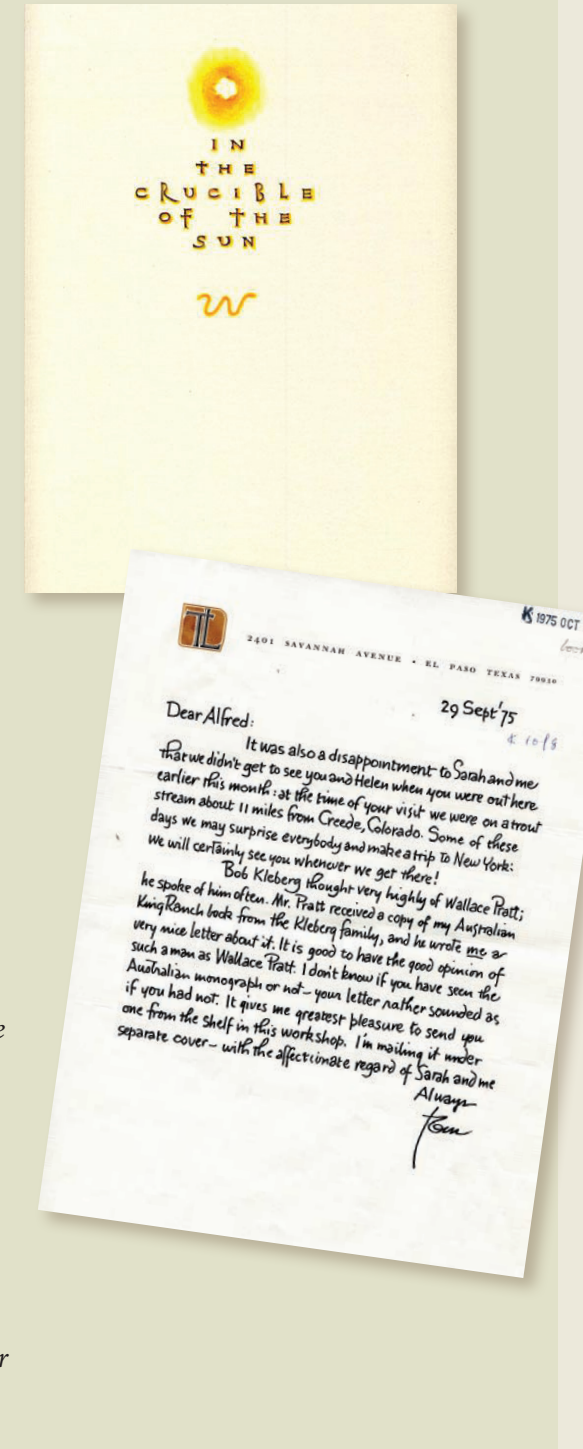 IN
THE
CRUCIBLE
OF THE
SUN
W
K 1975 OCT
TL
2401 SAVANNAH AVENUE • EL PASO TEXAS 79930
29 Sept '75
Dear Alfred:
It was also a disappointment to Sarah and me
that we didn't get to see you and Helen when you were out here
earlier this month: at the time of your visit we were on a trout
stream about 11 miles from Creede, Colorado. Some of these
days we may surprise everybody and make a trip to New York:
we will certainly see you whenever we get there!
Bob Kleberg thought very highly of Wallace Pratt;
he spoke of him often. Mr. Pratt received a copy of my Australian
King Ranch book from the Kleberg family, and he wrote me a
very nice letter about it. It is good to have the good opinion of
such a man as Wallace Pratt. I don't know if you have seen the
Australian monograph or not – your letter rather sounded as
if you had not. It gives me greatest pleasure to send you
one from the shelf in this workshop. I'm mailing it under
separate cover – with the affectionate regard of Sarah and me
Always
Tom
e
r